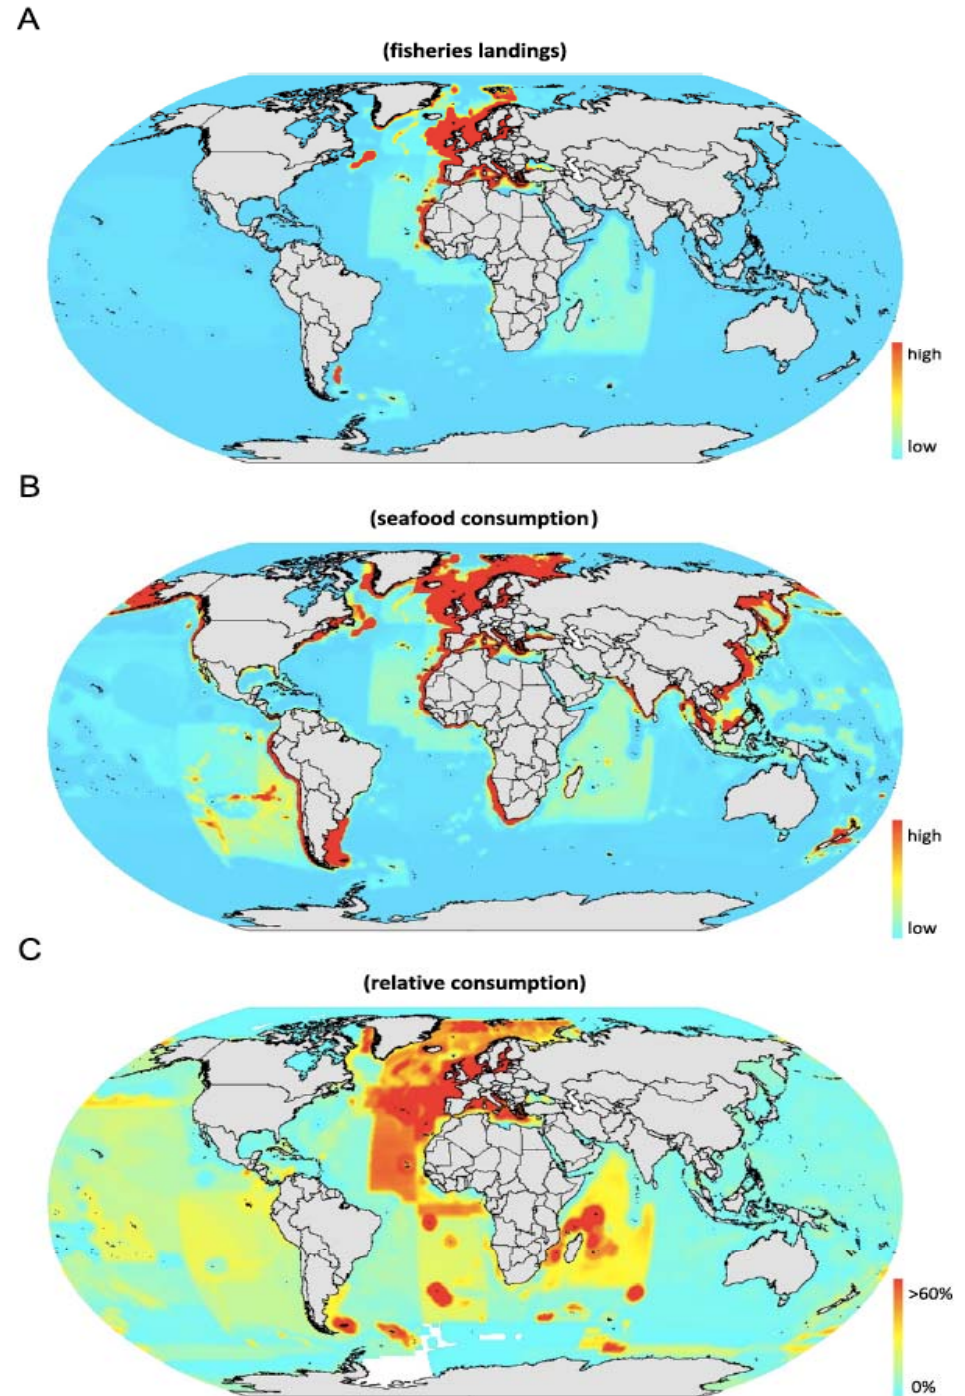 A
(fisheries landings)
high
low
B
(seafood consumption)
high
low
C
(relative consumption)
>60%
0%